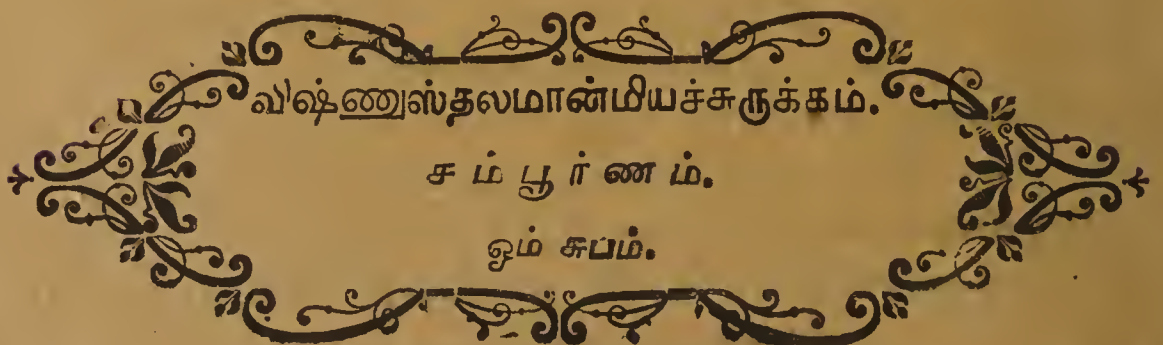 விஷ்ணுஸ்தலமான்மியச்சுருக்கம்.
சம்பூர்ணம்.
ஓம் சுபம்.